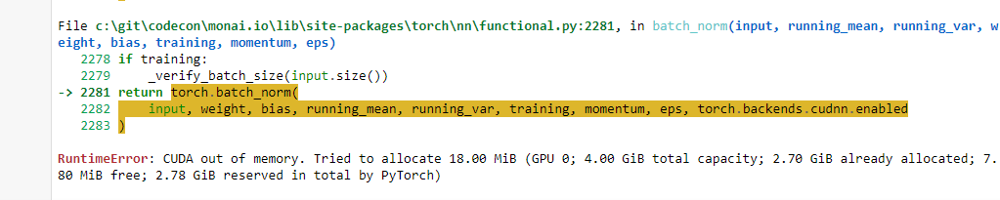 File c:\git\codecon\monai.io\lib\site-packages\torch\nn\functional.py:2281, in batch_norm(input, running_mean, running_var, w
eight, bias, training, momentum, eps)
2278 if training:
2279     _verify_batch_size(input.size())
-> 2281 return torch.batch_norm(
2282     input, weight, bias, running_mean, running_var, training, momentum, eps, torch.backends.cudnn.enabled
2283 )
RuntimeError: CUDA out of memory. Tried to allocate 18.00 MiB (GPU 0; 4.00 GiB total capacity; 2.70 GiB already allocated; 7.
80 MiB free; 2.78 GiB reserved in total by PyTorch)